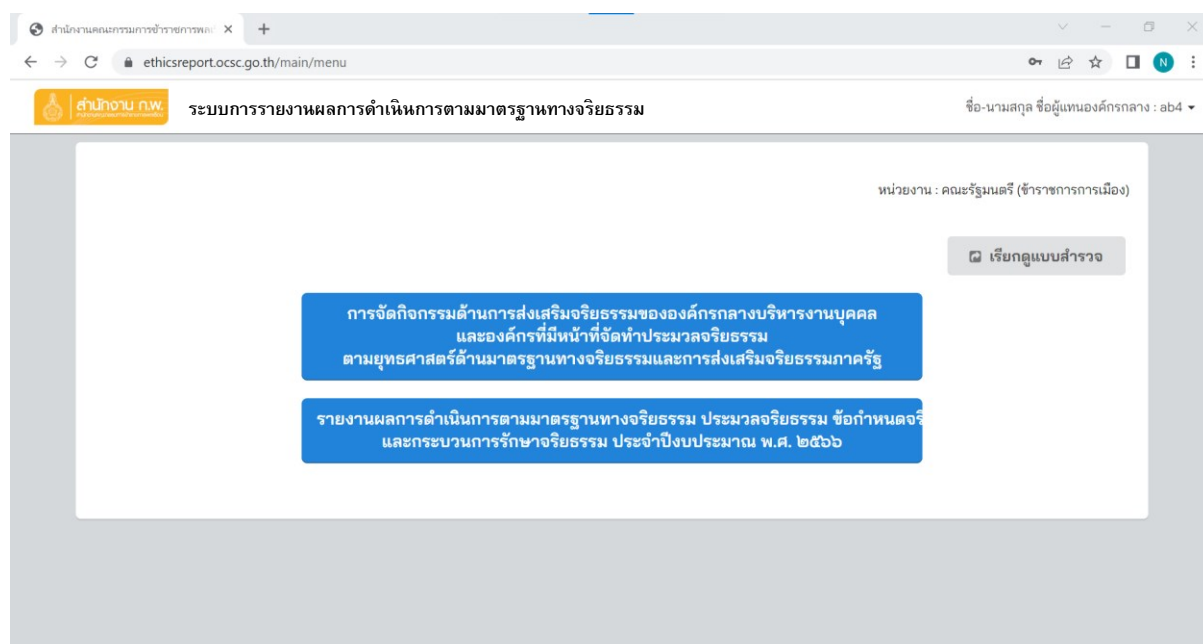 สำนักงานคณะกรรมการข้าราชการพลเ
ethicsreport.ocsc.go.th/main/menu
N
สำนักงาน ก.พ.
ระบบการรายงานผลการดำเนินการตามมาตรฐานทางจริยธรรม
ชื่อ-นามสกุล ชื่อผู้แทนองค์กรกลาง : ab4
หน่วยงาน : คณะรัฐมนตรี (ข้าราชการการเมือง)
เรียกดูแบบสำรวจ
การจัดกิจกรรมด้านการส่งเสริมจริยธรรมขององค์กรกลางบริหารงานบุคคล
และองค์กรที่มีหน้าที่จัดทำประมวลจริยธรรม
ตามยุทธศาสตร์ด้านมาตรฐานทางจริยธรรมและการส่งเสริมจริยธรรมภาครัฐ
รายงานผลการดำเนินการตามมาตรฐานทางจริยธรรม ประมวลจริยธรรม ข้อกำหนดจริ
และกระบวนการรักษาจริยธรรม ประจำปีงบประมาณ พ.ศ. ๒๕๖๖